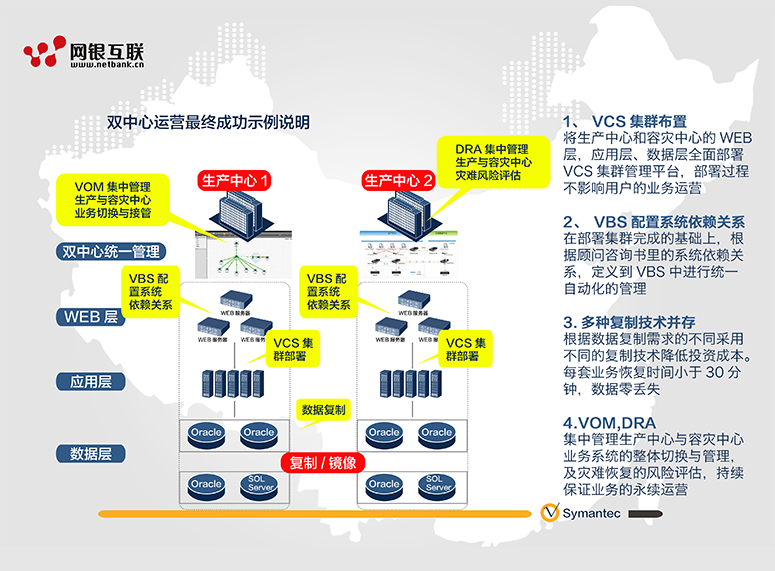 网银互联
www.netbank.cn
双中心运营最终成功示例说明
VOM 集中管理
生产与容灾中心
业务切换与接管
生产中心 1
DRA 集中管理
生产与容灾中心
灾难风险评估
生产中心 2
双中心统一管理
VBS 配
置系统
依赖关系
VBS 配
置系统
依赖关系
WEB 层
WEB 服务器
WEB 服务器
WEB 服务器
WEB 服务器
WEB 服务器
WEB 服务器
VCS 集
群部署
VCS 集
群部署
应用层
数据复制
Oracle
Oracle
Oracle
Oracle
数据层
复制 / 镜像
Oracle
SQL
Server
Oracle
SQL
Server
1、 VCS 集群布置
将生产中心和容灾中心的 WEB
层，应用层、数据层全面部署
VCS 集群管理平台，部署过程
不影响用户的业务运营
2、 VBS 配置系统依赖关系
在部署集群完成的基础上，根
据顾问咨询书里的系统依赖关
系，定义到 VBS 中进行统一
自动化的管理
3. 多种复制技术并存
根据数据复制需求的不同采用
不同的复制技术降低投资成本。
每套业务恢复时间小于 30 分
钟，数据零丢失
4.VOM,DRA
集中管理生产中心与容灾中心
业务系统的整体切换与管理，
及灾难恢复的风险评估，持续
保证业务的永续运营
Symantec